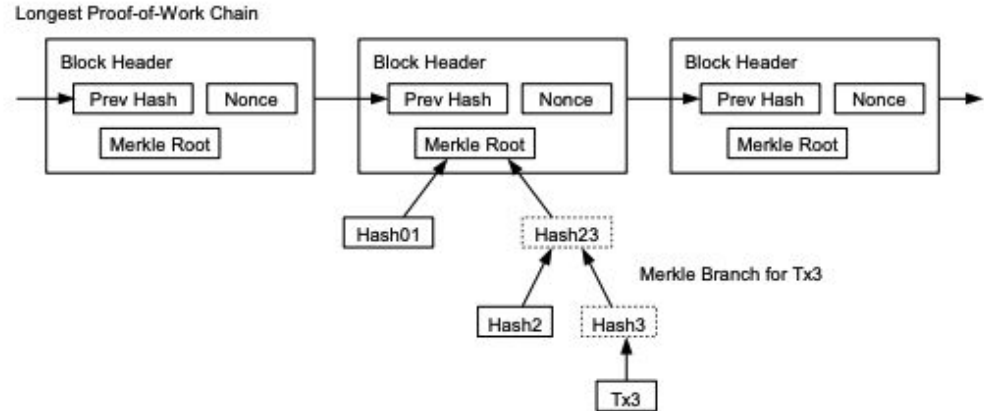 Longest Proof-of-Work Chain
Block Header Block Header Block Header
Prev Hash Nonce Prev Hash Nonce Prev Hash Nonce
Merkle Root Merkle Root Merkle Root
Hash01 Hash23
Merkle Branch for Tx3
Hash2 Hash3
Tx3